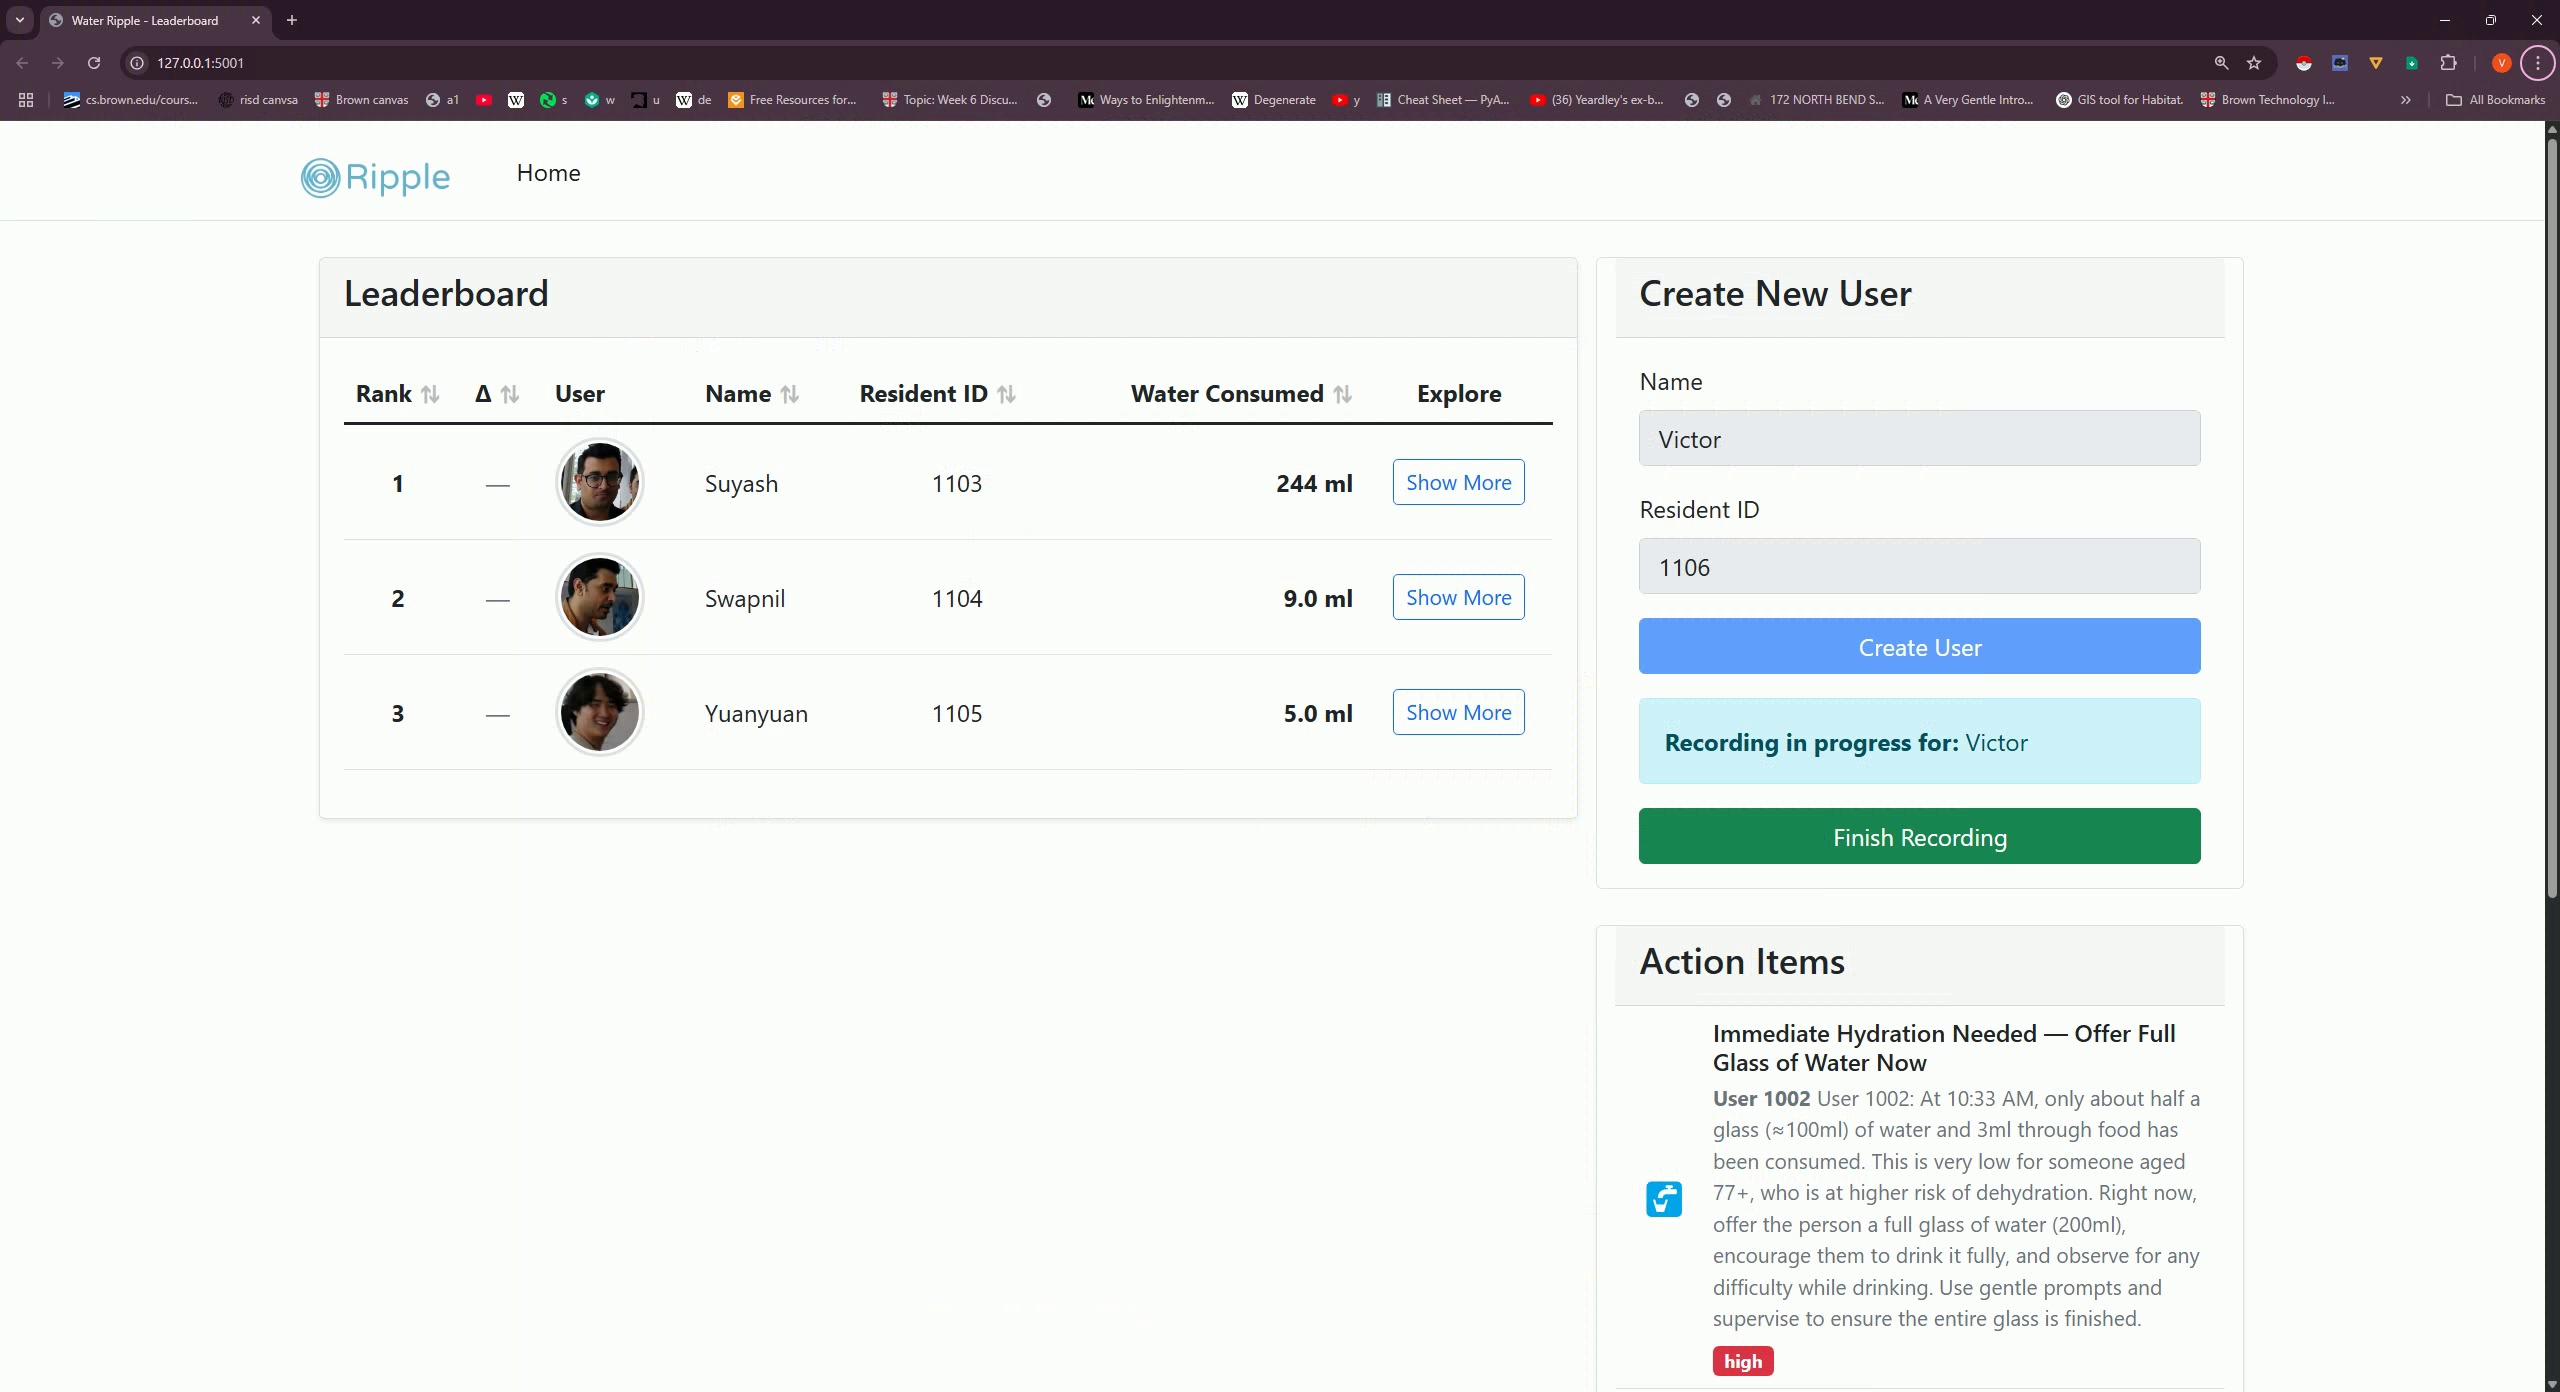 Water Ripple - Leaderboard
127.0.0.1:5001
V
cs.brown.edu/cours...
risd canvsa
Brown canvas
a1
s
w
u
de
Free Resources for...
Topic: Week 6 Discu...
Ways to Enlightenm...
Degenerate
y
Cheat Sheet — PyA...
(36) Yeardley's ex-b...
172 NORTH BEND S...
A Very Gentle Intro...
GIS tool for Habitat.
Brown Technology I...
All Bookmarks
Ripple
Home
Leaderboard
Rank Δ User Name Resident ID Water Consumed Explore
1 — Suyash 1103 244 ml Show More
2 — Swapnil 1104 9.0 ml Show More
3 — Yuanyuan 1105 5.0 ml Show More
Create New User
Name
Victor
Resident ID
1106
Create User
Recording in progress for: Victor
Finish Recording
Action Items
Immediate Hydration Needed — Offer Full
Glass of Water Now
User 1002 User 1002: At 10:33 AM, only about half a
glass (≈100ml) of water and 3ml through food has
been consumed. This is very low for someone aged
77+, who is at higher risk of dehydration. Right now,
offer the person a full glass of water (200ml),
encourage them to drink it fully, and observe for any
difficulty while drinking. Use gentle prompts and
supervise to ensure the entire glass is finished.
high